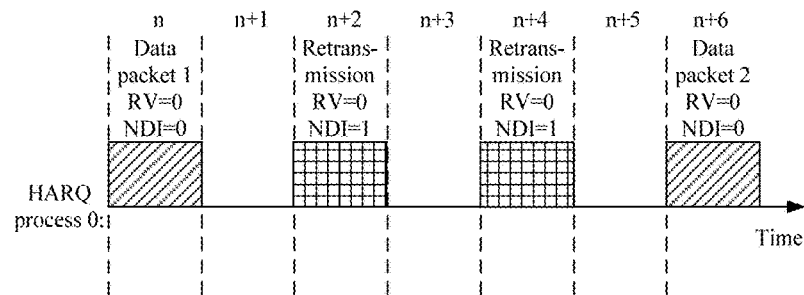 n n+1 n+2 n+3 n+4 n+5 n+6
Data packet 1 RV=0 NDI=0
Retrans-mission RV=0 NDI=1
Retrans-mission RV=0 NDI=1
Data packet 2 RV=0 NDI=0
HARQ
process 0:
Time